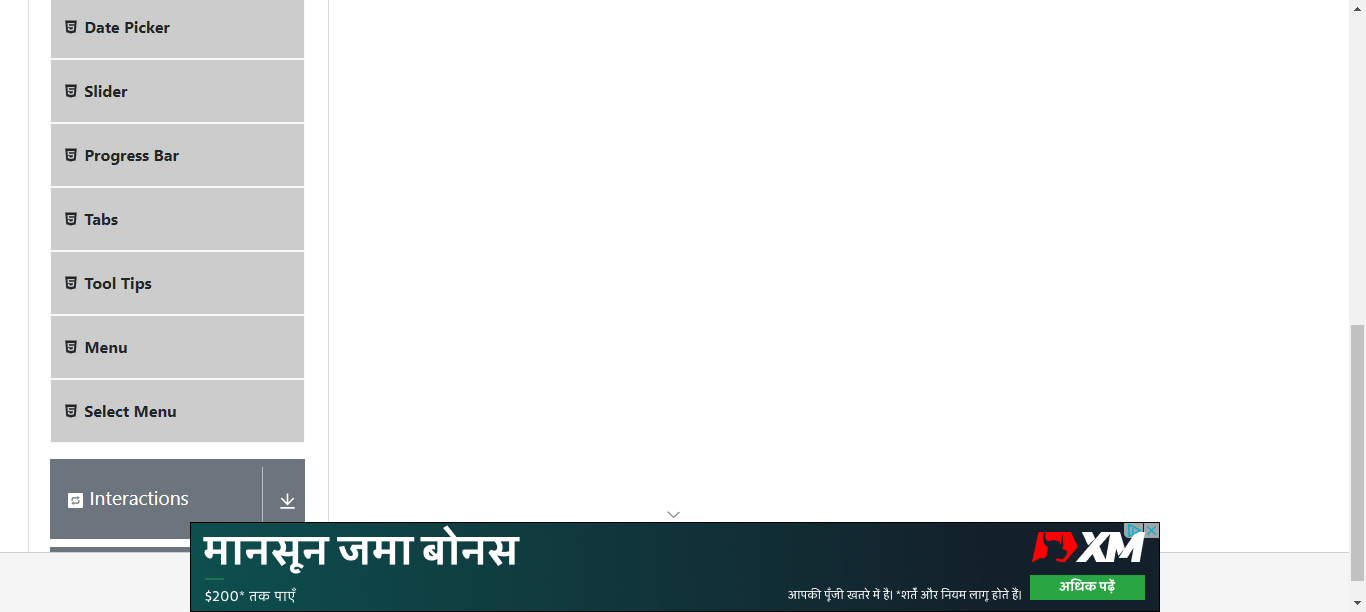 Date Picker
Slider
Progress Bar
Tabs
Tool Tips
Menu
Select Menu
Interactions
मानसून जमा बोनस
$200* तक पाएँ
आपकी पूँजी खतरे में है। *शर्तें और नियम लागू होते हैं।
XM
अधिक पढ़ें